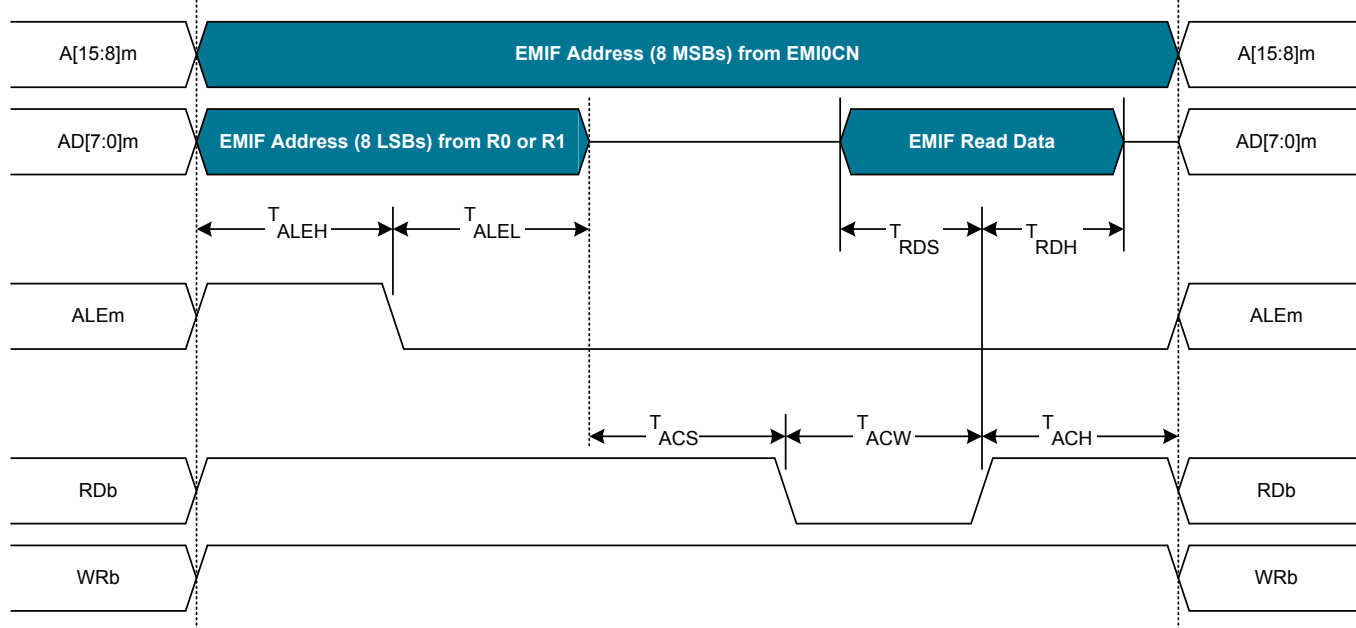 A[15:8]m
EMIF Address (8 MSBs) from EMI0CN
A[15:8]m
AD[7:0]m
EMIF Address (8 LSBs) from R0 or R1
EMIF Read Data
AD[7:0]m
T
ALEH
T
ALEL
T
RDS
T
RDH
ALEm
ALEm
T
ACS
T
ACW
T
ACH
RDb
RDb
WRb
WRb